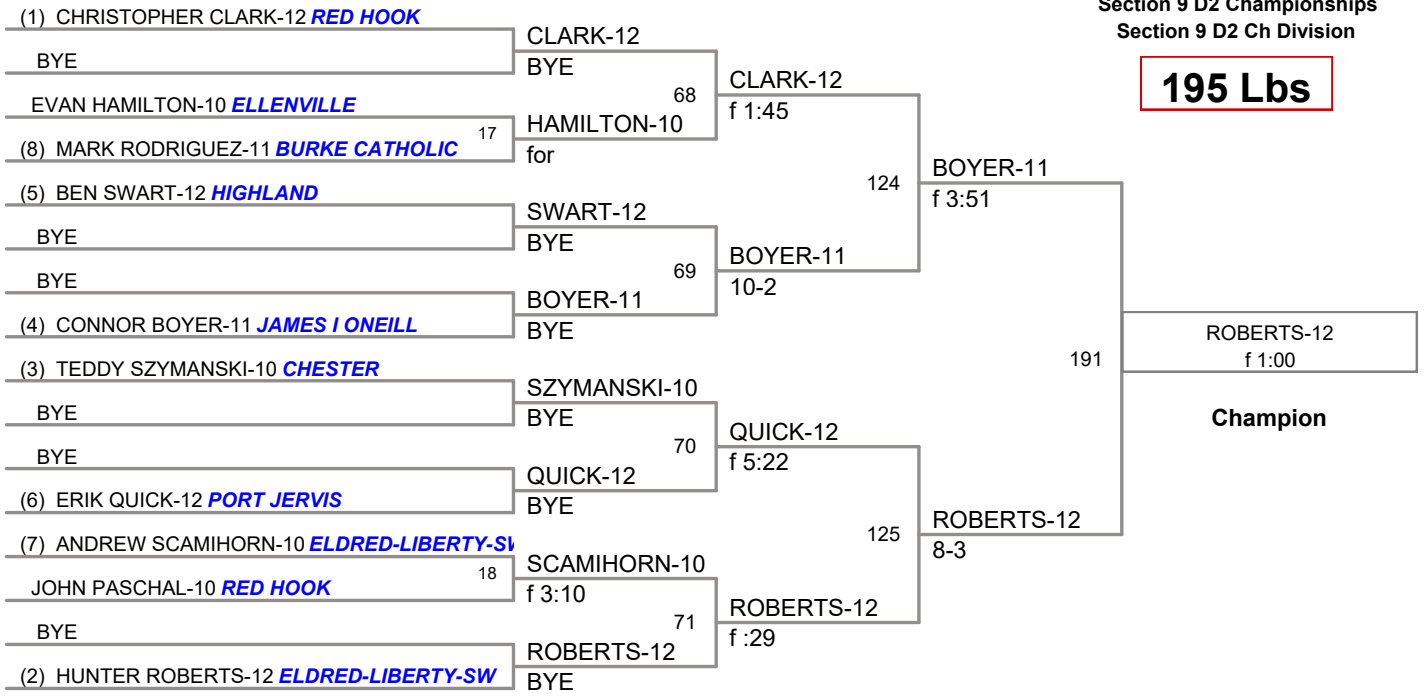 Section 9 D2 Championships
Section 9 D2 Ch Division
195 Lbs
(1) CHRISTOPHER CLARK-12 RED HOOK
BYE
EVAN HAMILTON-10 ELLENVILLE
(8) MARK RODRIGUEZ-11 BURKE CATHOLIC
(5) BEN SWART-12 HIGHLAND
BYE
BYE
(4) CONNOR BOYER-11 JAMES I ONEILL
(3) TEDDY SZYMANSKI-10 CHESTER
BYE
BYE
(6) ERIK QUICK-12 PORT JERVIS
(7) ANDREW SCAMIHORN-10 ELDRED-LIBERTY-SW
JOHN PASCHAL-10 RED HOOK
BYE
(2) HUNTER ROBERTS-12 ELDRED-LIBERTY-SW
17
18
CLARK-12
BYE
HAMILTON-10
for
SWART-12
BYE
BOYER-11
BYE
SZYMANSKI-10
BYE
QUICK-12
BYE
SCAMIHORN-10
f 3:10
ROBERTS-12
BYE
68
69
70
71
CLARK-12
f 1:45
BOYER-11
10-2
QUICK-12
f 5:22
ROBERTS-12
f :29
124
125
BOYER-11
f 3:51
ROBERTS-12
8-3
191
ROBERTS-12
f 1:00
Champion